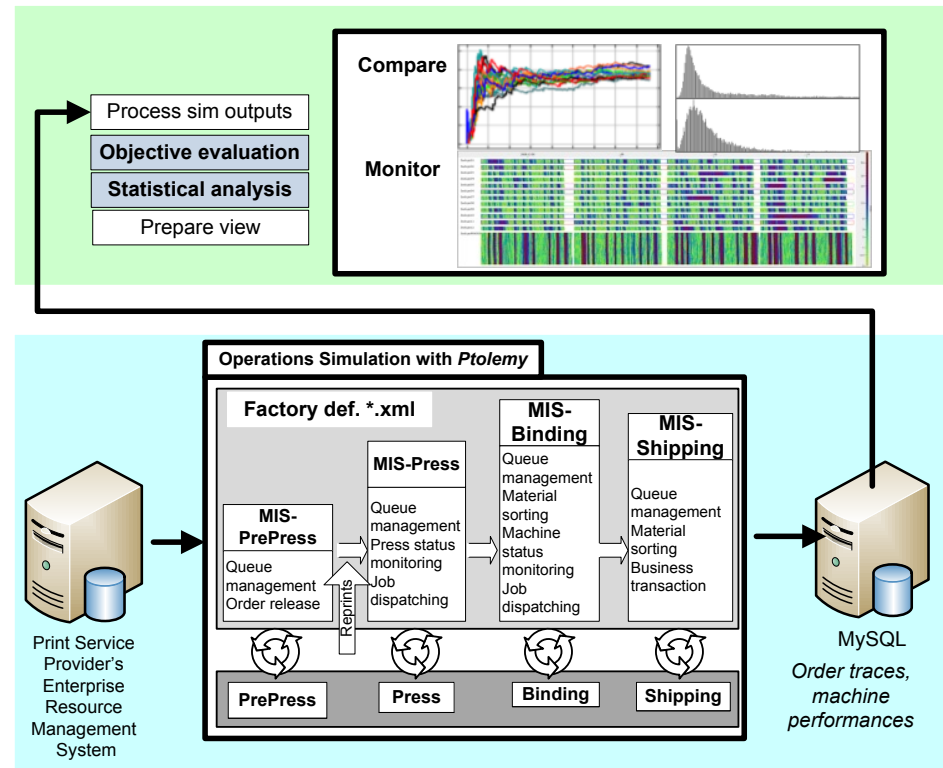 Compare
Monitor
Process sim outputs
Objective evaluation
Statistical analysis
Prepare view
Operations Simulation with Ptolemy
Factory def. *.xml
MIS-
PrePress
Queue
management
Order release
Reprints
MIS-Press
Queue
management
Press status
monitoring
Job
dispatching
MIS-
Binding
Queue
management
Material
sorting
Machine
status
monitoring
Job
dispatching
MIS-
Shipping
Queue
management
Material
sorting
Business
transaction
PrePress
Press
Binding
Shipping
Print Service
Provider's
Enterprise
Resource
Management
System
MySQL
Order traces,
machine
performances